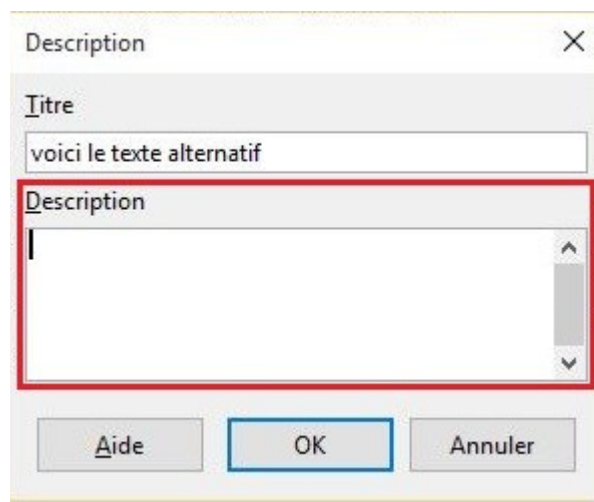 Description
Titre
voici le texte alternatif
Description
Aide OK Annuler